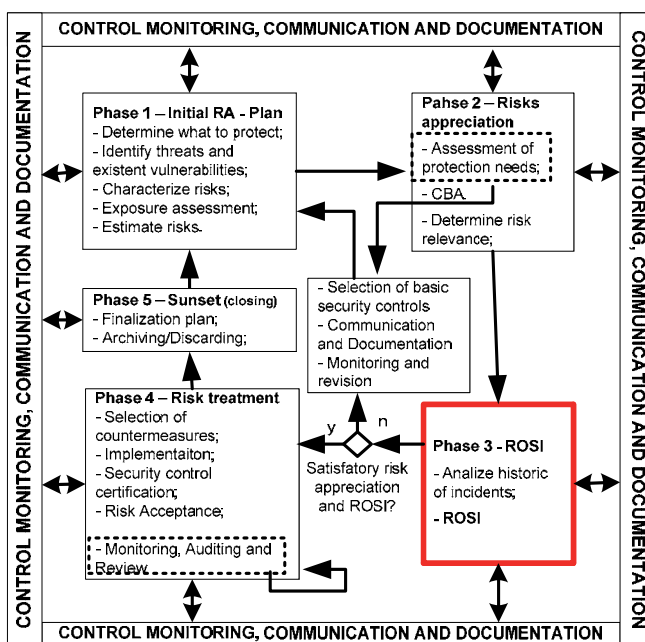 CONTROL MONITORING, COMMUNICATION AND DOCUMENTATION
CONTROL MONITORING, COMMUNICATION AND DOCUMENTATION
Phase 1 – Initial RA - Plan
- Determine what to protect;
- Identify threats and
existent vulnerabilities;
- Characterize risks;
- Exposure assessment;
- Estimate risks.
Pahse 2 – Risks
appreciation
- Assessment of
protection needs;
- CBA
- Determine risk
relevance;
- Selection of basic
security controls
- Communication
and Documentation
- Monitoring and
revision
Phase 5 – Sunset (closing)
- Finalization plan;
- Archiving/Discarding;
Phase 4 – Risk treatment
- Selection of
countermeasures;
- Implementaiton;
- Security control
certification;
- Risk Acceptance;
- Monitoring, Auditing and
Review
y
n
Satisfatory risk
appreciation
and ROSI?
Phase 3 - ROSI
- Analize historic
of incidents;
- ROSI
CONTROL MONITORING, COMMUNICATION AND DOCUMENTATION
CONTROL MONITORING, COMMUNICATION AND DOCUMENTATION